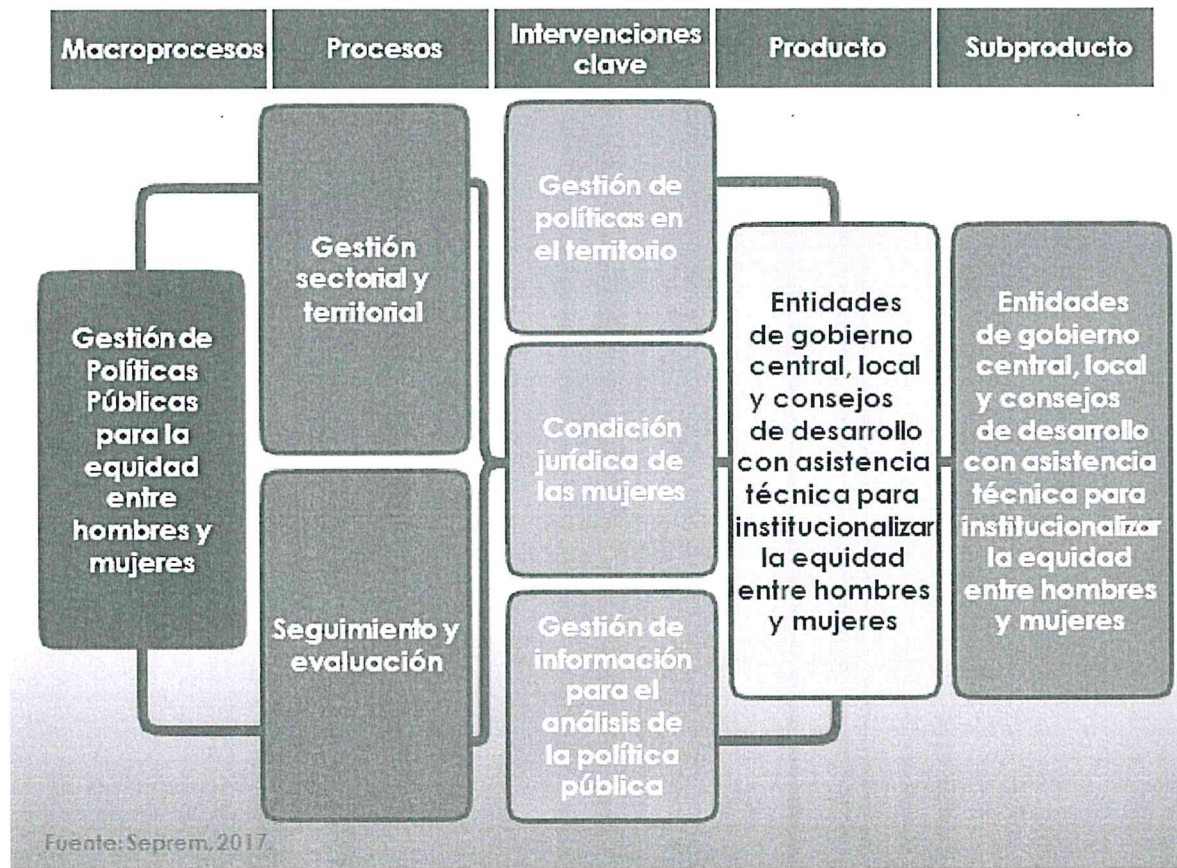 Macroprocesos
Procesos
Intervenciones
clave
Producto
Subproducto
Gestión de
Políticas
Públicas
para la
equidad
entre
hombres y
mujeres
Gestión
sectorial y
territorial
Seguimiento y
evaluación
Gestión de
políticas en
el territorio
Condición
jurídica de
las mujeres
Gestión de
información
para el
análisis de
la política
pública
Entidades
de gobierno
central, local
y consejos
de desarrollo
con asistencia
técnica para
institucionalizar
la equidad
entre hombres
y mujeres
Entidades
de gobierno
central, local
y consejos
de desarrollo
con asistencia
técnica para
institucionalizar
la equidad
entre hombres
y mujeres
Fuente: Seprem, 2017.